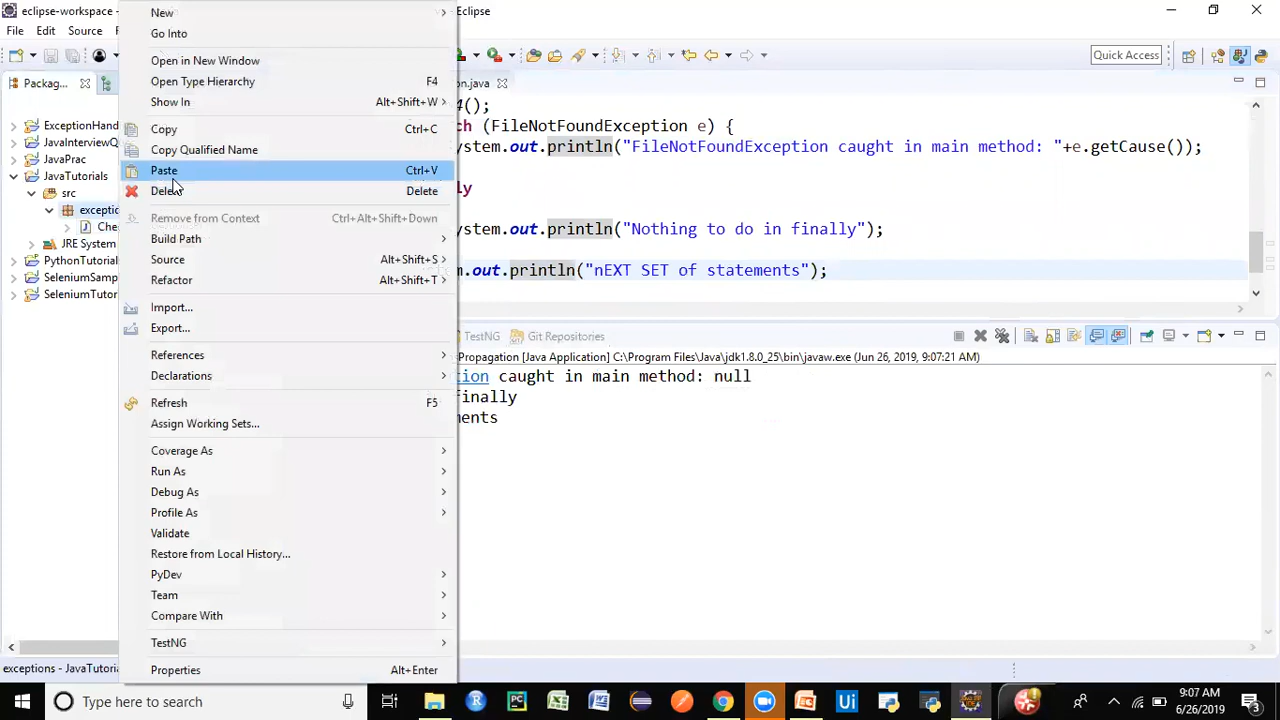 eclipse-workspace
Eclipse
File
Edit
Source
Quick Access
Packag...
on.java
ExceptionHand
JavaInterviewQ
JavaPrac
JavaTutorials
src
exceptio
Che
JRE System
PythonTutorial
SeleniumSamp
SeleniumTutor
New
Go Into
Open in New Window
Open Type Hierarchy F4
Show In Alt+Shift+W
Copy Ctrl+C
Copy Qualified Name
Paste Ctrl+V
Delete Delete
Remove from Context Ctrl+Alt+Shift+Down
Build Path
Source Alt+Shift+S
Refactor Alt+Shift+T
Import...
Export...
References
Declarations
Refresh F5
Assign Working Sets...
Coverage As
Run As
Debug As
Profile As
Validate
Restore from Local History...
PyDev
Team
Compare With
TestNG
Properties Alt+Enter
4();
ch (FileNotFoundException e) {
ystem.out.println("FileNotFoundException caught in main method: "+e.getCause());
ly
ystem.out.println("Nothing to do in finally");
m.out.println("nEXT SET of statements");
TestNG
Git Repositories
Propagation [Java Application] C:\Program Files\Java\jdk1.8.0_25\bin\javaw.exe (Jun 26, 2019, 9:07:21 AM)
tion caught in main method: null
finally
ments
exceptions - JavaTutoria
Type here to search
9:07 AM
6/26/2019